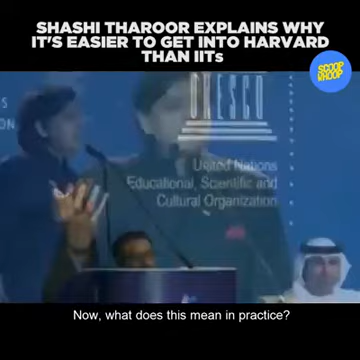 SHASHI THAROOR EXPLAINS WHY
IT'S EASIER TO GET INTO HARVARD
THAN IITs
SCOOP
WHOOP
UNESCO
United Nations
Educational, Scientific and
Cultural Organization
Now, what does this mean in practice?